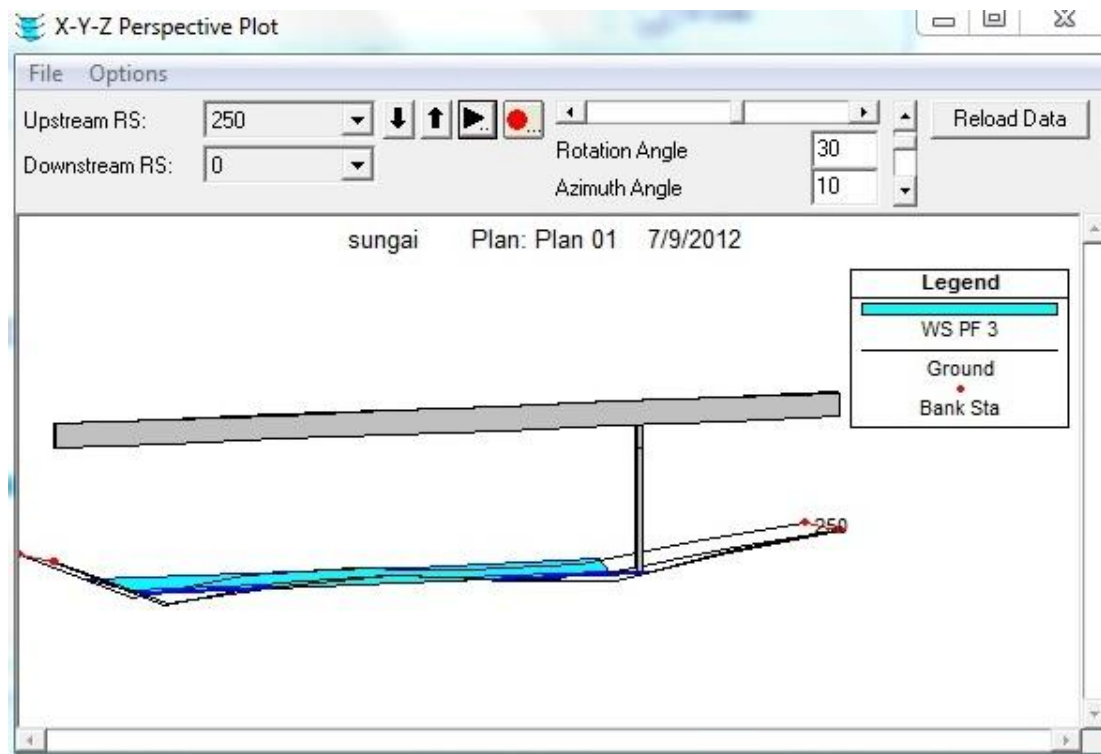 X-Y-Z Perspective Plot
File Options
Upstream RS: 250
Downstream RS: 0
Rotation Angle 30
Azimuth Angle 10
Reload Data
sungai Plan: Plan 01 7/9/2012
Legend
WS PF 3
Ground
Bank Sta
250